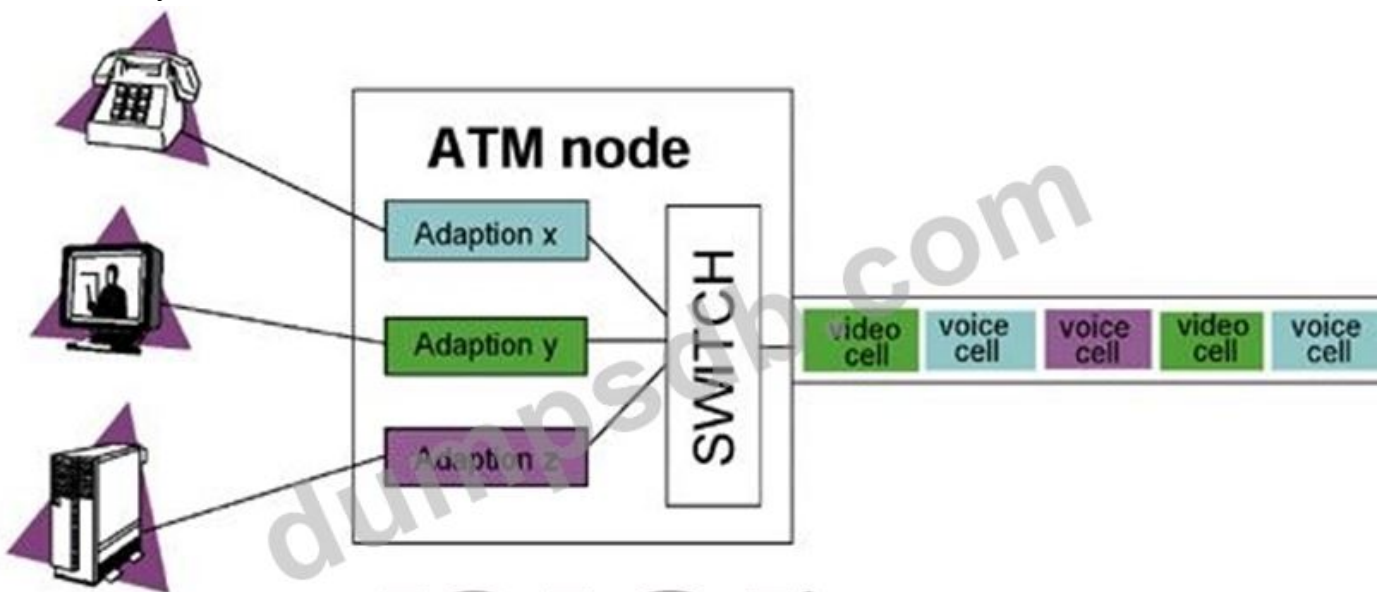 ATM node
Adaption x
Adaption y
Adaption z
SWITCH
video
cell
voice
cell
voice
cell
video
cell
voice
cell
dumpsdb.com